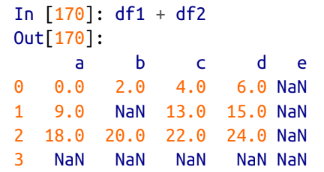 In [170]: df1 + df2
Out[170]:
a b c d e
0 0.0 2.0 4.0 6.0 NaN
1 9.0 NaN 13.0 15.0 NaN
2 18.0 20.0 22.0 24.0 NaN
3 NaN NaN NaN NaN NaN